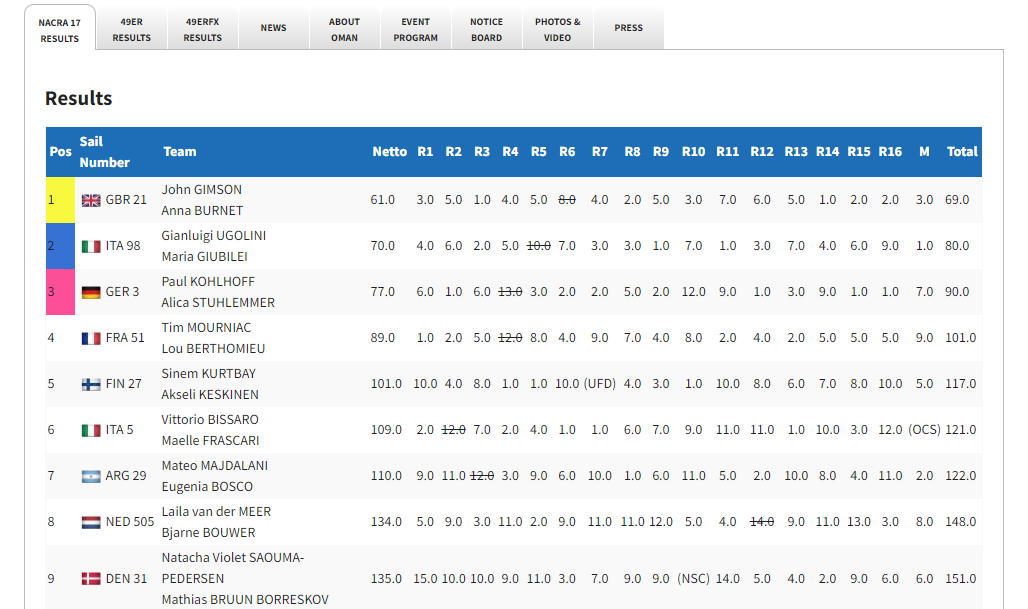 NACRA 17 RESULTS
49ER RESULTS
49ERFX RESULTS
NEWS
ABOUT OMAN
EVENT PROGRAM
NOTICE BOARD
PHOTOS & VIDEO
PRESS
Results
Pos Sail Number Team Netto R1 R2 R3 R4 R5 R6 R7 R8 R9 R10 R11 R12 R13 R14 R15 R16 M Total
1 GBR 21 John GIMSON Anna BURNET 61.0 3.0 5.0 1.0 4.0 5.0 8.0 4.0 2.0 5.0 3.0 7.0 6.0 5.0 1.0 2.0 2.0 3.0 69.0
2 ITA 98 Gianluigi UGOLINI Maria GIUBILEI 70.0 4.0 6.0 2.0 5.0 10.0 7.0 3.0 3.0 1.0 7.0 1.0 3.0 7.0 4.0 6.0 9.0 1.0 80.0
3 GER 3 Paul KOHLHOFF Alica STUHLEMMER 77.0 6.0 1.0 6.0 13.0 3.0 2.0 2.0 5.0 2.0 12.0 9.0 1.0 3.0 9.0 1.0 1.0 7.0 90.0
4 FRA 51 Tim MOURNIAC Lou BERTHOMIEU 89.0 1.0 2.0 5.0 12.0 8.0 4.0 9.0 7.0 4.0 8.0 2.0 4.0 2.0 5.0 5.0 5.0 9.0 101.0
5 FIN 27 Sinem KURTBAY Akseli KESKINEN 101.0 10.0 4.0 8.0 1.0 1.0 10.0 (UFD) 4.0 3.0 1.0 10.0 8.0 6.0 7.0 8.0 10.0 5.0 117.0
6 ITA 5 Vittorio BISSARO Maelle FRASCARI 109.0 2.0 12.0 7.0 2.0 4.0 1.0 1.0 6.0 7.0 9.0 11.0 11.0 1.0 10.0 3.0 12.0 (OCS) 121.0
7 ARG 29 Mateo MAJDALANI Eugenia BOSCO 110.0 9.0 11.0 12.0 3.0 9.0 6.0 10.0 1.0 6.0 11.0 5.0 2.0 10.0 8.0 4.0 11.0 2.0 122.0
8 NED 505 Laila van der MEER Bjarne BOUWER 134.0 5.0 9.0 3.0 11.0 2.0 9.0 11.0 11.0 12.0 5.0 4.0 14.0 9.0 11.0 13.0 3.0 8.0 148.0
9 DEN 31 Natacha Violet SAOUMA-PEDERSEN Mathias BRUUN BORRESKOV 135.0 15.0 10.0 10.0 9.0 11.0 3.0 7.0 9.0 9.0 (NSC) 14.0 5.0 4.0 2.0 9.0 6.0 6.0 151.0